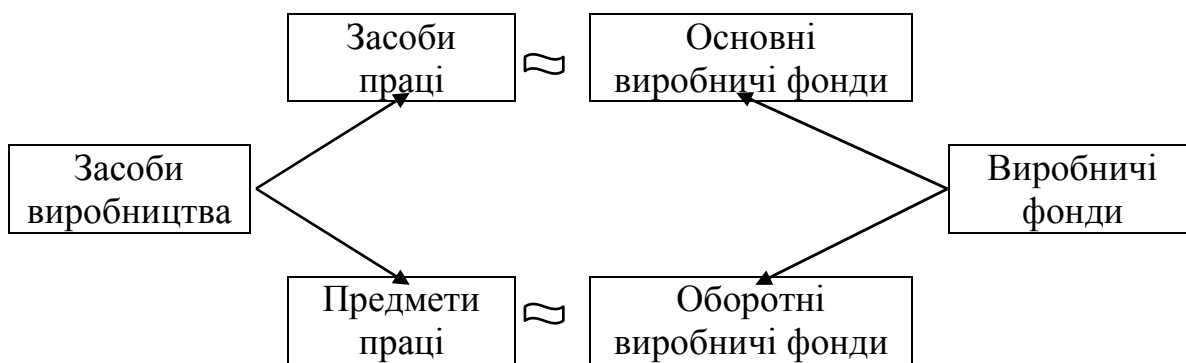 Засоби
праці
≈
Основні
виробничі фонди
Засоби
виробництва
Виробничі
фонди
Предмети
праці
≈
Оборотні
виробничі фонди